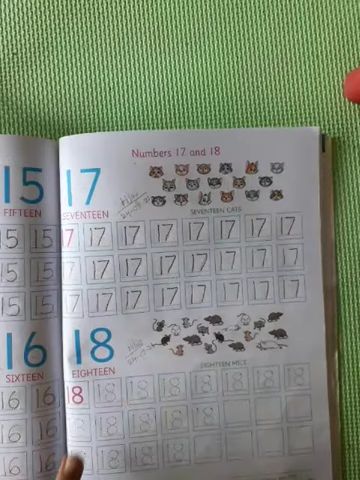 Numbers 17 and 18
15
FIFTEEN
15 15
15 15
15 15
16
SIXTEEN
16 16
16 16
16 16
17
SEVENTEEN
SEVENTEEN CATS
17 17 17 17 17 17 17 17
17 17 17 17 17 17 17 17
17 17 17 17 17 17 17 17
18
EIGHTEEN
EIGHTEEN MICE
18 18 18 18 18 18 18 18
18 18 18 18 18
18 18 18 18